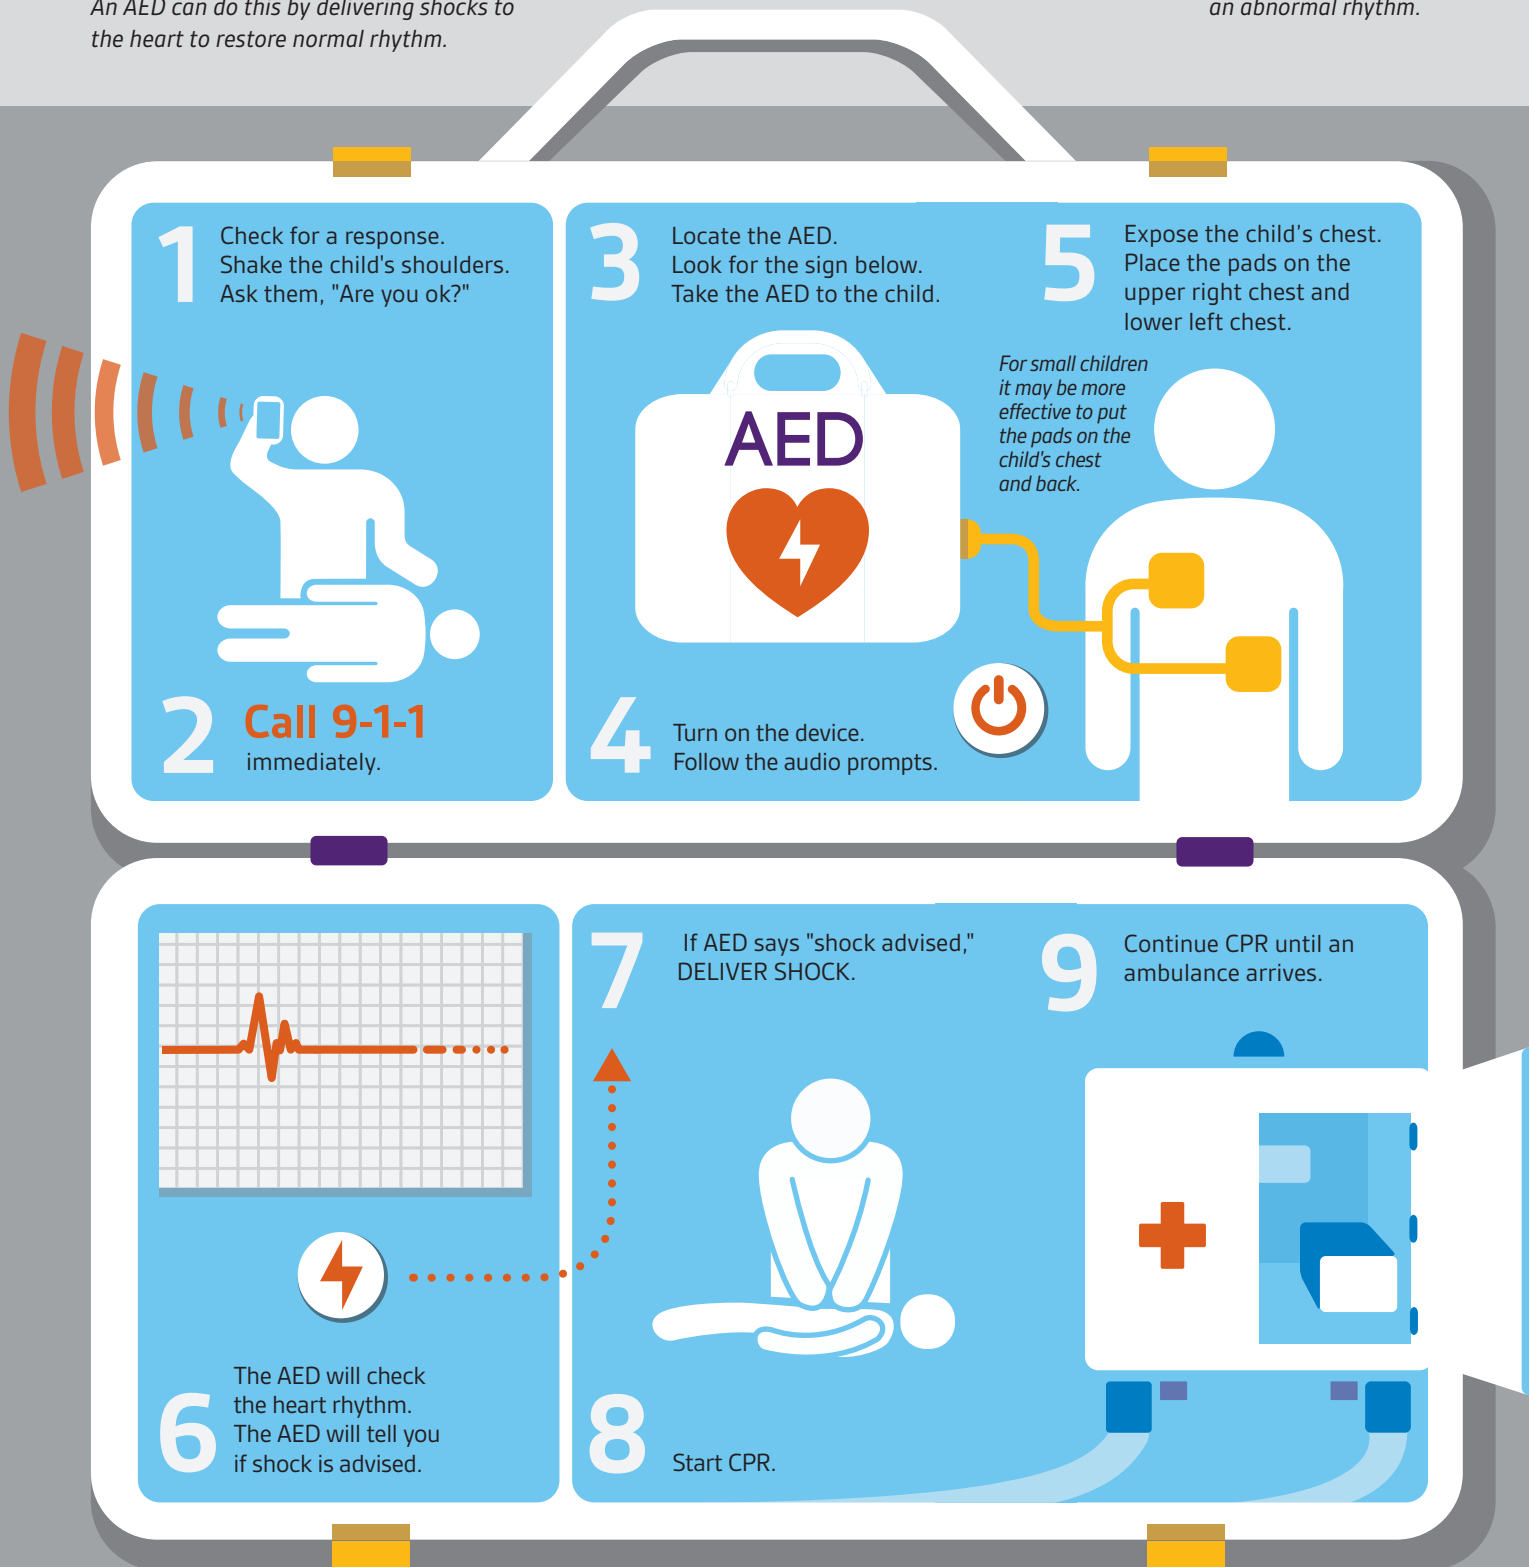 An AED can do this by delivering shocks to
the heart to restore normal rhythm.
an abnormal rhythm.
1
Check for a response.
Shake the child's shoulders.
Ask them, "Are you ok?"
2
Call 9-1-1
immediately.
3
Locate the AED.
Look for the sign below.
Take the AED to the child.
AED
4
Turn on the device.
Follow the audio prompts.
5
Expose the child's chest.
Place the pads on the
upper right chest and
lower left chest.
For small children
it may be more
effective to put
the pads on the
child's chest
and back.
6
The AED will check
the heart rhythm.
The AED will tell you
if shock is advised.
7
If AED says "shock advised,"
DELIVER SHOCK.
8
Start CPR.
9
Continue CPR until an
ambulance arrives.